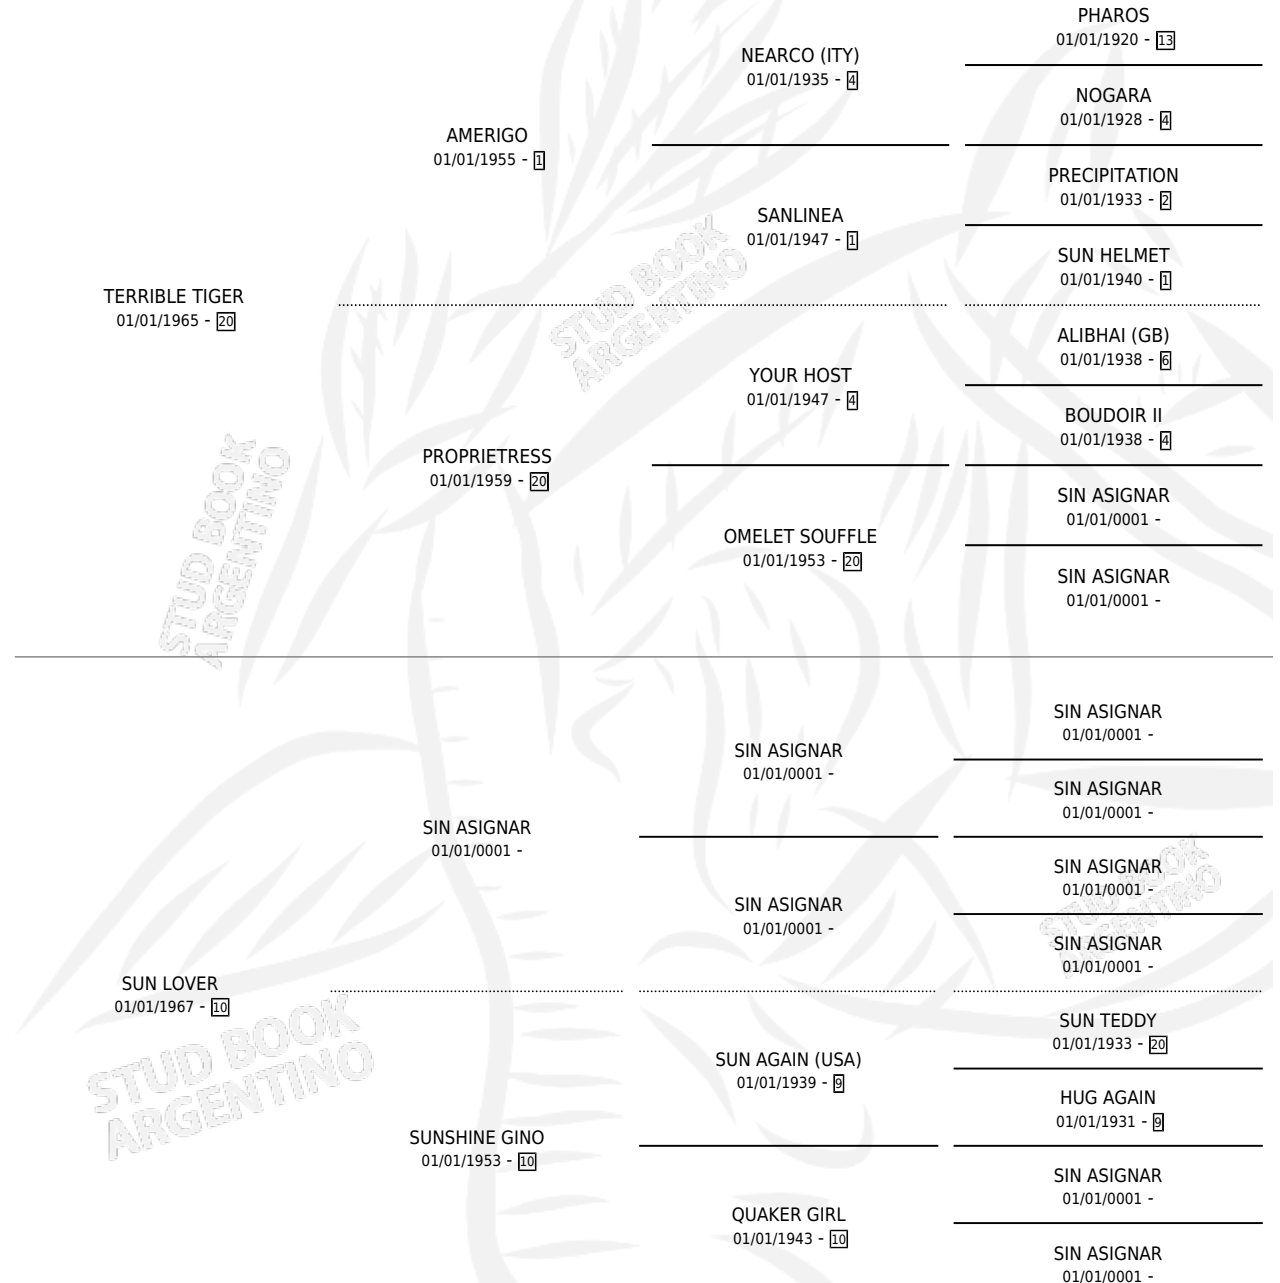 PHAROS
01/01/1920 - 13
NEARCO (ITY)
01/01/1935 - 4
NOGARA
01/01/1928 - 4
AMERIGO
01/01/1955 - 1
PRECIPITATION
01/01/1933 - 2
SANLINEA
01/01/1947 - 1
SUN HELMET
01/01/1940 - 1
TERRIBLE TIGER
01/01/1965 - 20
ALIBHAI (GB)
01/01/1938 - 6
YOUR HOST
01/01/1947 - 4
BOUDOIR II
01/01/1938 - 4
PROPRIETRESS
01/01/1959 - 20
SIN ASIGNAR
01/01/0001 -
OMELET SOUFFLE
01/01/1953 - 20
SIN ASIGNAR
01/01/0001 -
SIN ASIGNAR
01/01/0001 -
SIN ASIGNAR
01/01/0001 -
SIN ASIGNAR
01/01/0001 -
SIN ASIGNAR
01/01/0001 -
SIN ASIGNAR
01/01/0001 -
SIN ASIGNAR
01/01/0001 -
SIN ASIGNAR
01/01/0001 -
SUN LOVER
01/01/1967 - 10
SUN TEDDY
01/01/1933 - 20
SUN AGAIN (USA)
01/01/1939 - 9
HUG AGAIN
01/01/1931 - 9
SUNSHINE GINO
01/01/1953 - 10
SIN ASIGNAR
01/01/0001 -
QUAKER GIRL
01/01/1943 - 10
SIN ASIGNAR
01/01/0001 -
STUD BOOK
ARGENTINO
STUD BOOK
ARGENTINO
STUD BOOK
ARGENTINO
STUD BOOK
ARGENTINO